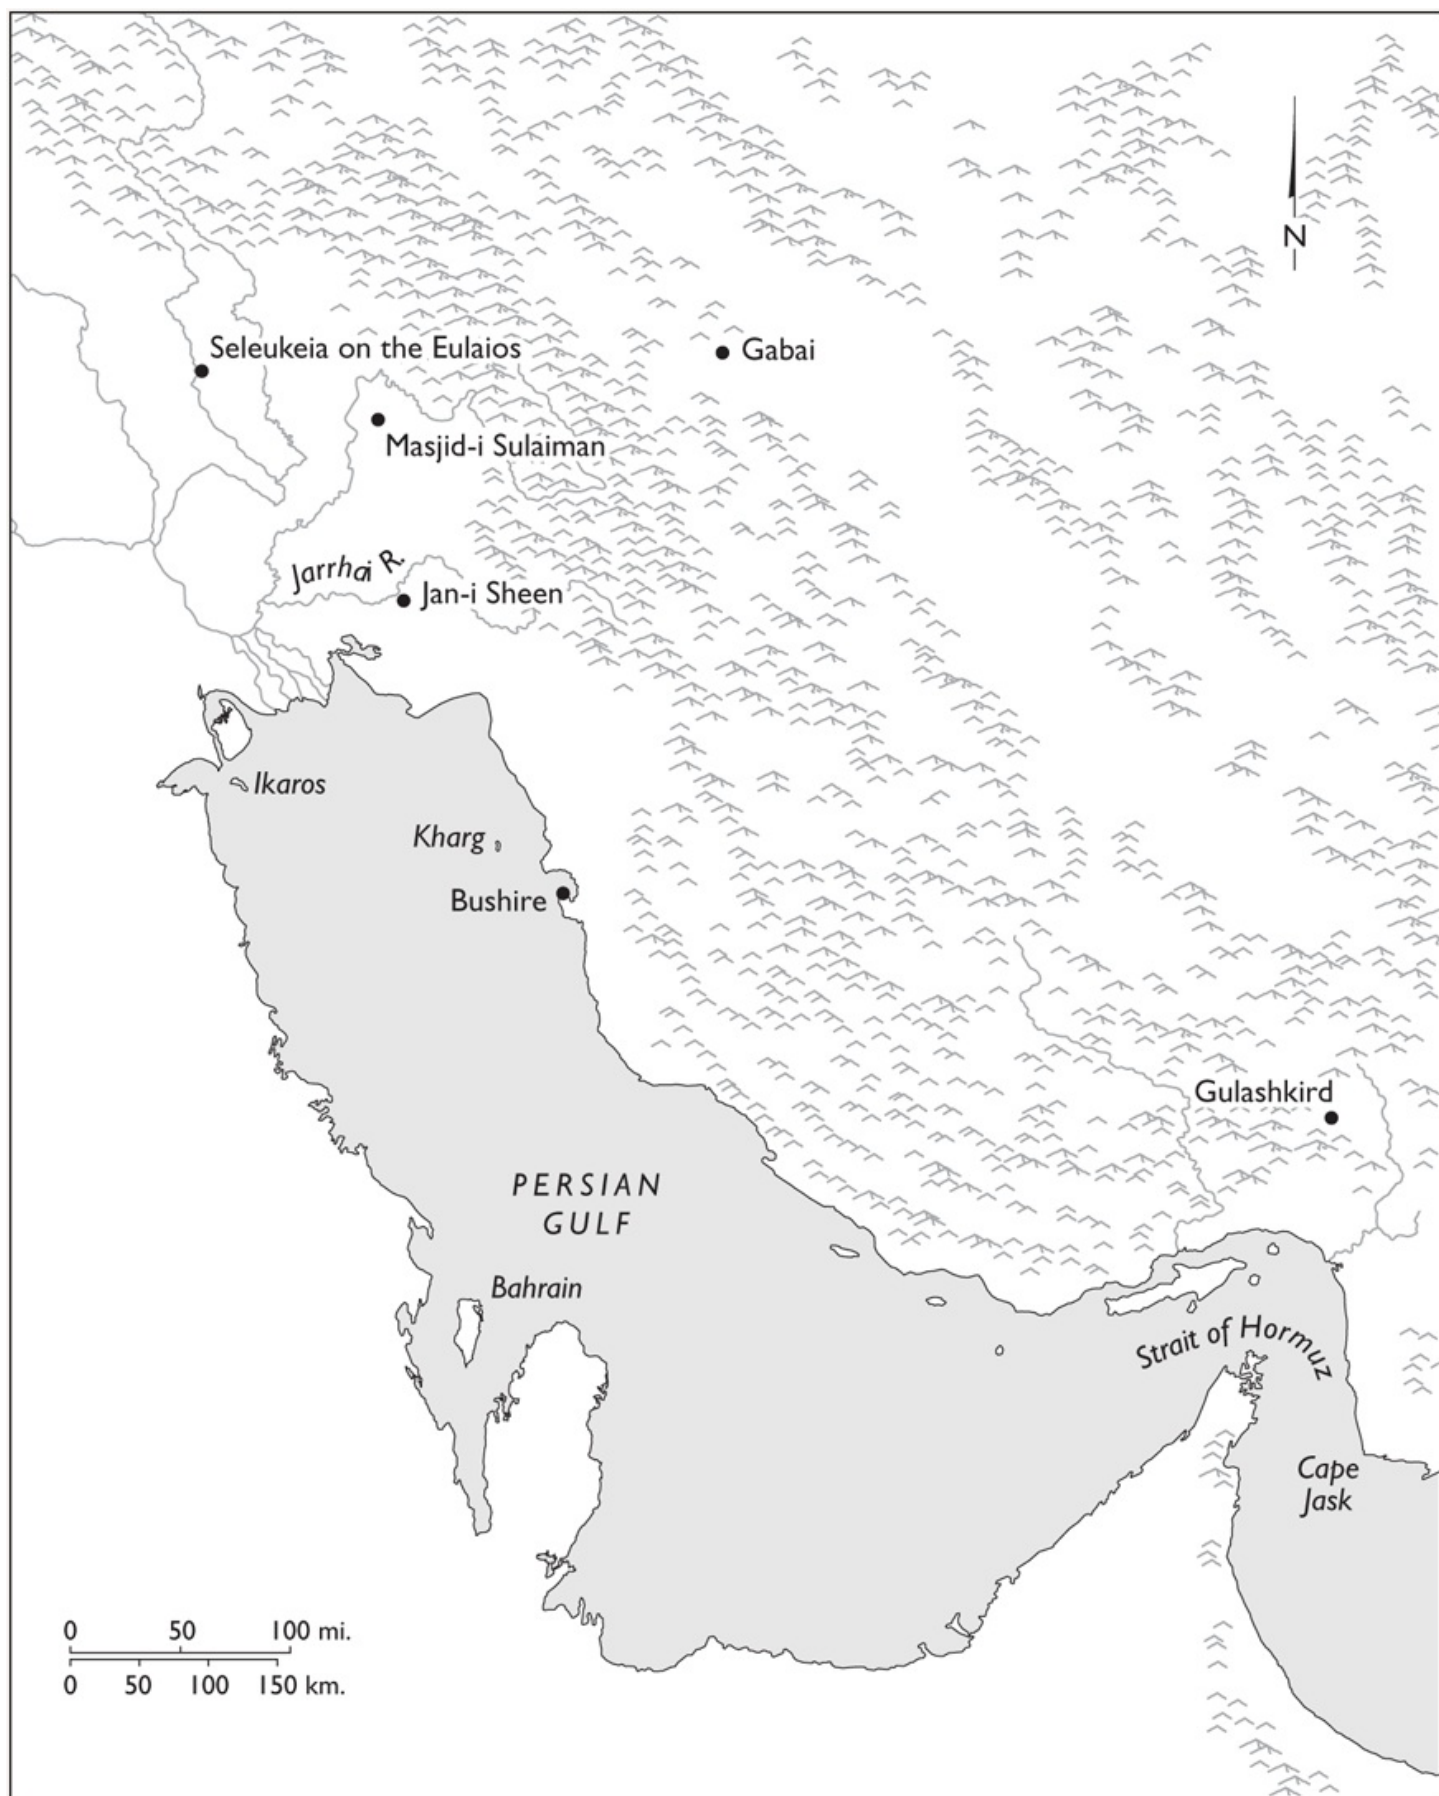 N
Seleukeia on the Eulaios
Gabai
Masjid-i Sulaiman
Jarrhai R.
Jan-i Sheen
Ikaros
Kharg
Bushire
Gulashkird
PERSIAN
GULF
Bahrain
Strait of Hormuz
Cape
Jask
0 50 100 mi.
0 50 100 150 km.